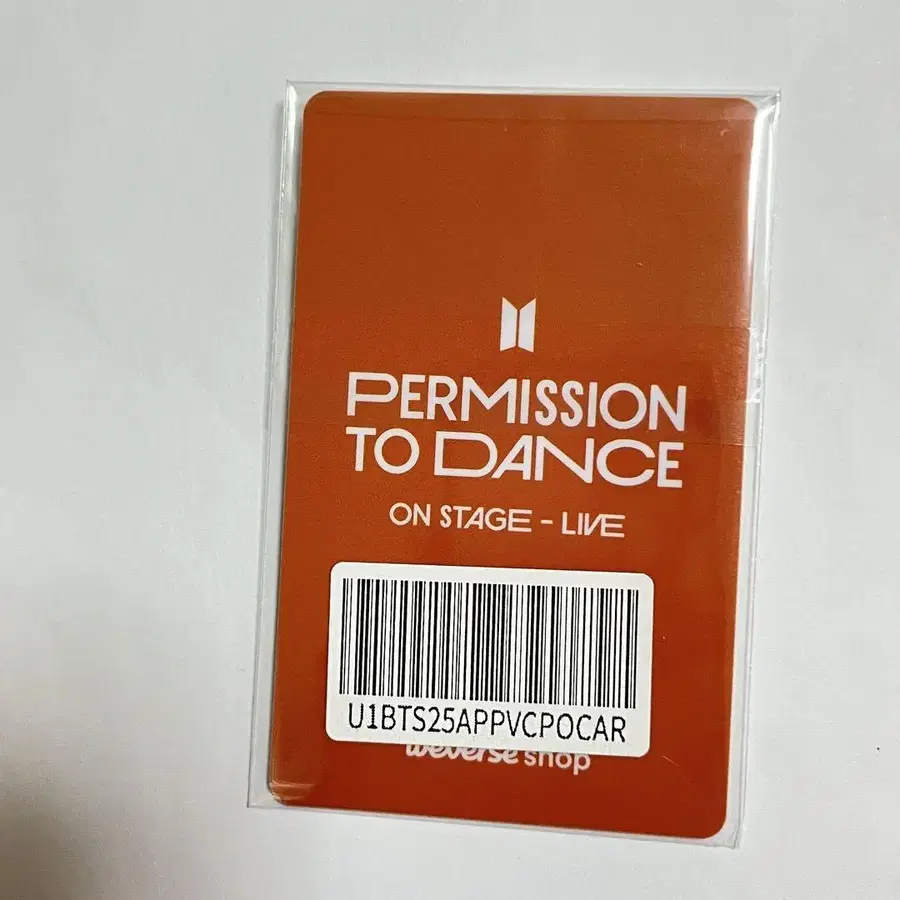 PERMISSION
TO DANCE
ON STAGE - LIVE
U1BTS25APPVCPOCAR
weverse shop